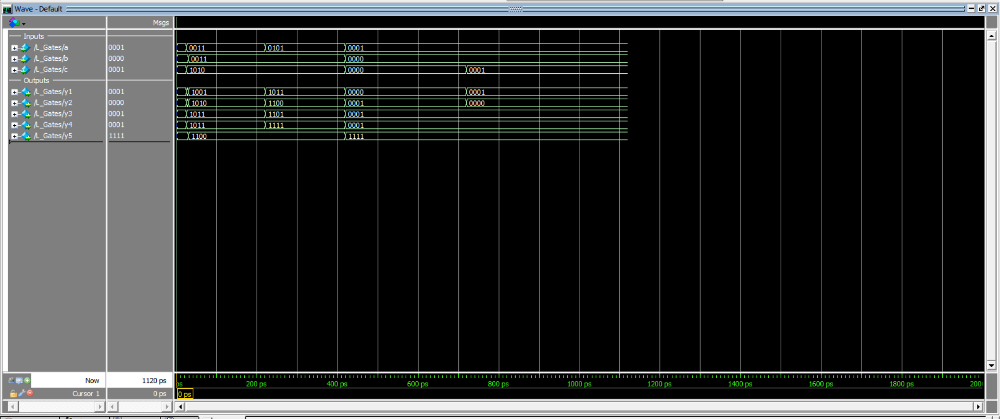 Wave - Default
Msgs
Inputs
/L_Gates/a 0001 0011 0101 0001
/L_Gates/b 0000 0011 0000
/L_Gates/c 0001 1010 0000 0001
Outputs
/L_Gates/y1 0001 1001 1011 0000 0001
/L_Gates/y2 0000 1010 1100 0001 0000
/L_Gates/y3 0001 1011 1101 0001
/L_Gates/y4 0001 1011 1111 0001
/L_Gates/y5 1111 1100 1111
Now 1120 ps ps 200 ps 400 ps 600 ps 800 ps 1000 ps 1200 ps 1400 ps 1600 ps 1800 ps 200
Cursor 1 0 ps 0 ps